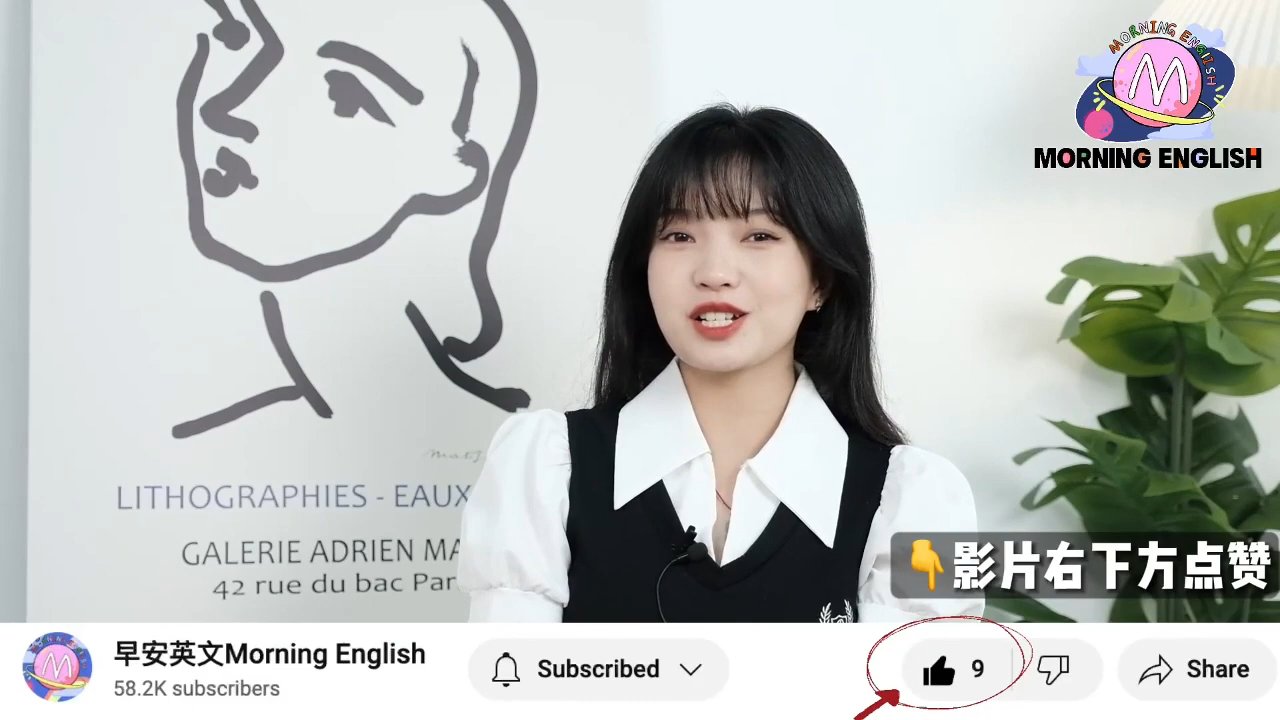 MORNING ENGLISH
M
MORNING ENGLISH
LITHOGRAPHIES - EAUX
GALERIE ADRIEN MA
42 rue du bac Par
👇影片右下方点赞
M
早安英文Morning English
58.2K subscribers
Subscribed
9
Share